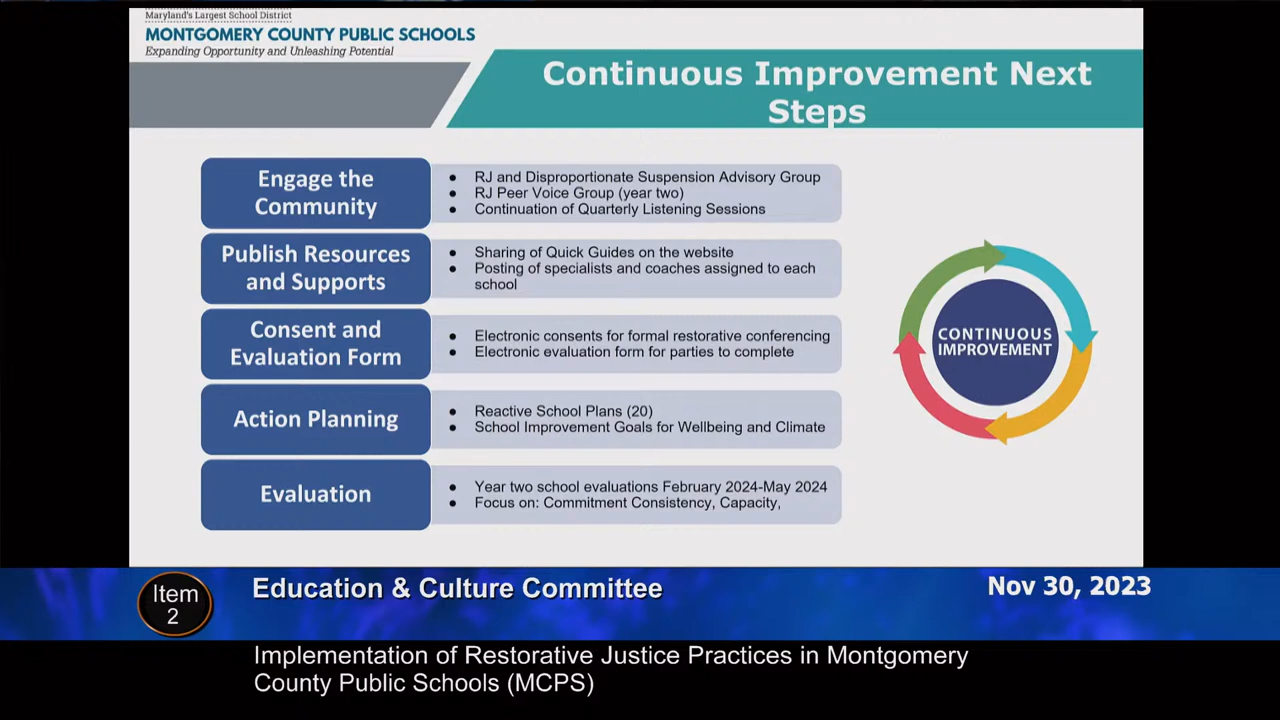 Maryland's Largest School District
MONTGOMERY COUNTY PUBLIC SCHOOLS
Expanding Opportunity and Unleashing Potential
Continuous Improvement Next
Steps
Engage the
Community
● RJ and Disproportionate Suspension Advisory Group
● RJ Peer Voice Group (year two)
● Continuation of Quarterly Listening Sessions
Publish Resources
and Supports
● Sharing of Quick Guides on the website
● Posting of specialists and coaches assigned to each
school
Consent and
Evaluation Form
● Electronic consents for formal restorative conferencing
● Electronic evaluation form for parties to complete
Action Planning
● Reactive School Plans (20)
● School Improvement Goals for Wellbeing and Climate
Evaluation
● Year two school evaluations February 2024-May 2024
● Focus on: Commitment Consistency, Capacity,
CONTINUOUS
IMPROVEMENT
Item
2
Education & Culture Committee
Nov 30, 2023
Implementation of Restorative Justice Practices in Montgomery
County Public Schools (MCPS)